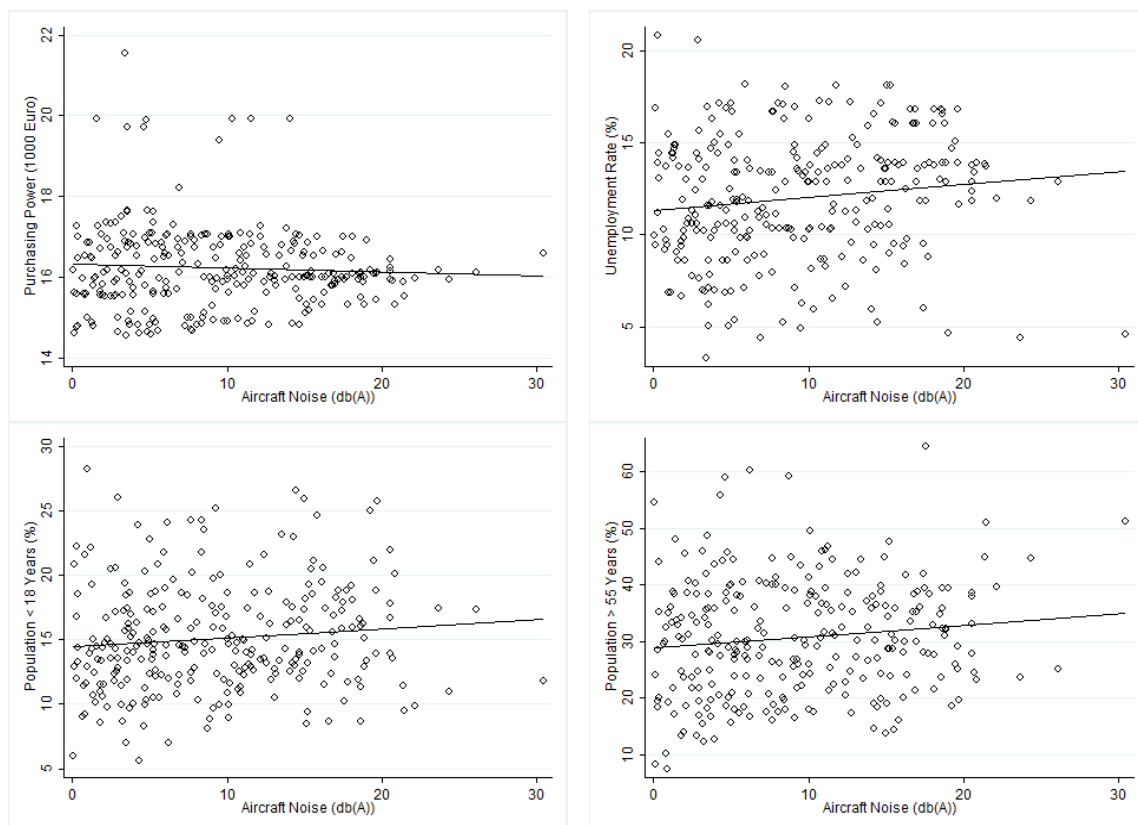 22
20
18
16
14
Purchasing Power (1000 Euro)
0 10 20 30
Aircraft Noise (db(A))
20
15
10
5
Unemployment Rate (%)
0 10 20 30
Aircraft Noise (db(A))
30
25
20
15
10
5
Population < 18 Years (%)
0 10 20 30
Aircraft Noise (db(A))
60
50
40
30
20
10
Population > 55 Years (%)
0 10 20 30
Aircraft Noise (db(A))